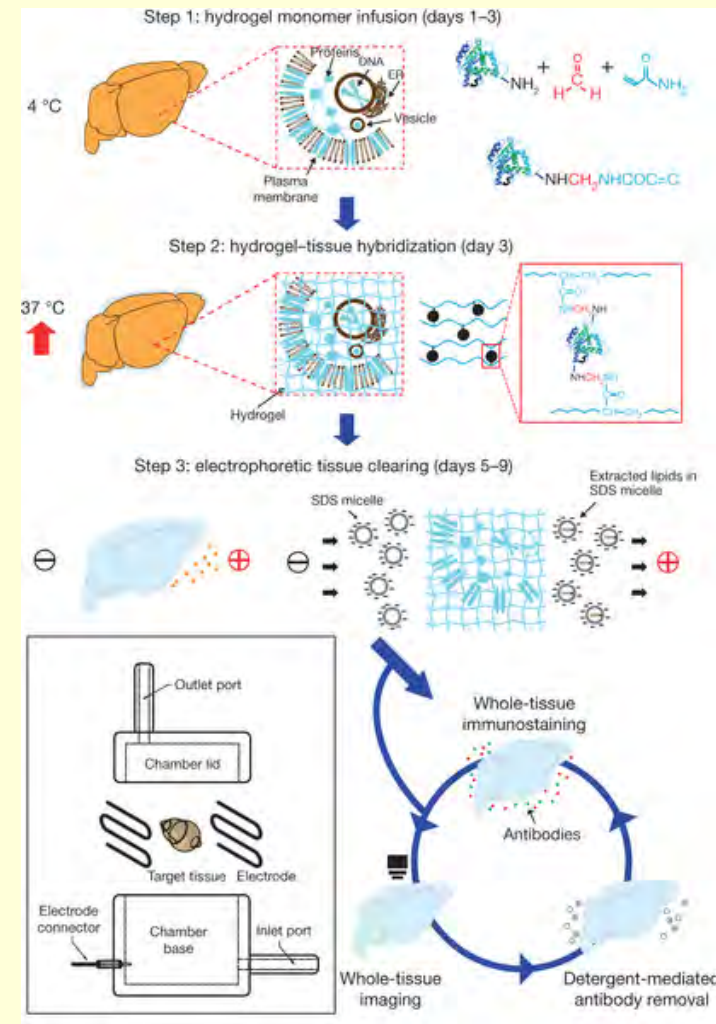 Step 1: hydrogel monomer infusion (days 1–3)
4 °C
Proteins
DNA
ER
Vesicle
Plasma
membrane
NH₂ + H C H O + NH₂ O
NHCH₂NHCOC=C
Step 2: hydrogel–tissue hybridization (day 3)
37 °C
Hydrogel
NH
Step 3: electrophoretic tissue clearing (days 5–9)
SDS micelle
Extracted lipids in
SDS micelle
Outlet port
Chamber lid
Target tissue Electrode
Electrode
connector
Chamber
base
Inlet port
Whole-tissue
immunostaining
Antibodies
Whole-tissue
imaging
Detergent-mediated
antibody removal